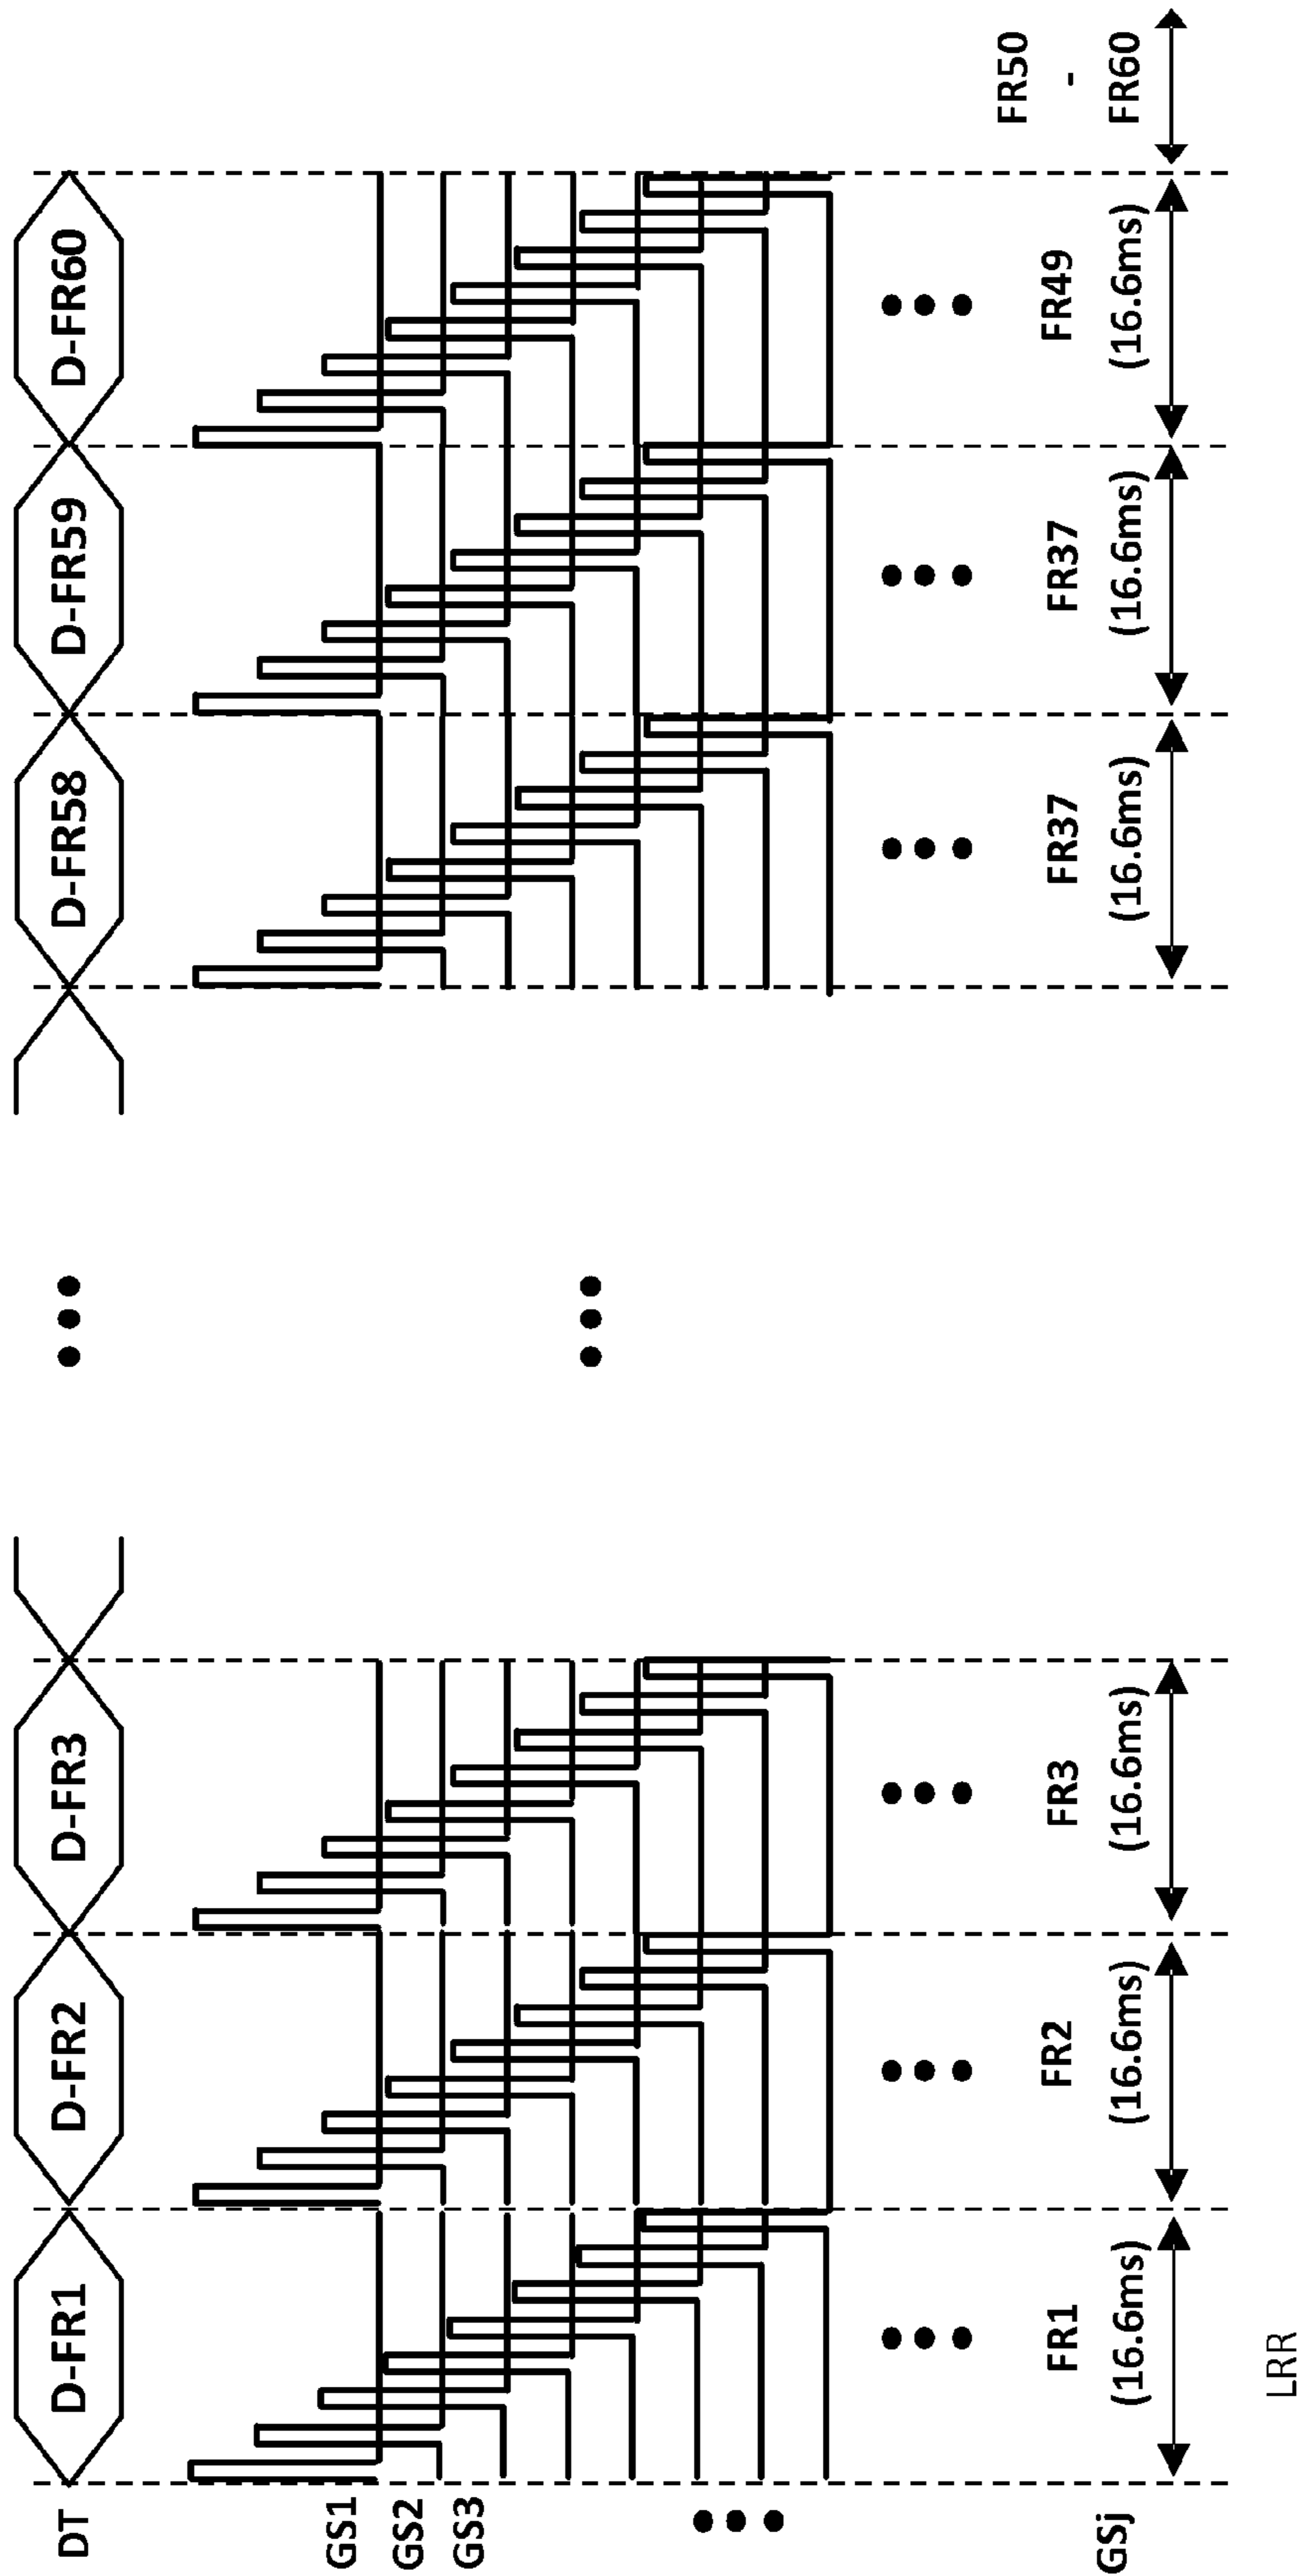 DT
D-FR1
D-FR2
D-FR3
D-FR58
D-FR59
D-FR60
GS1
GS2
GS3
GSj
FR1
(16.6ms)
FR2
(16.6ms)
FR3
(16.6ms)
FR37
(16.6ms)
FR37
(16.6ms)
FR49
(16.6ms)
FR50
-
FR60
LRR